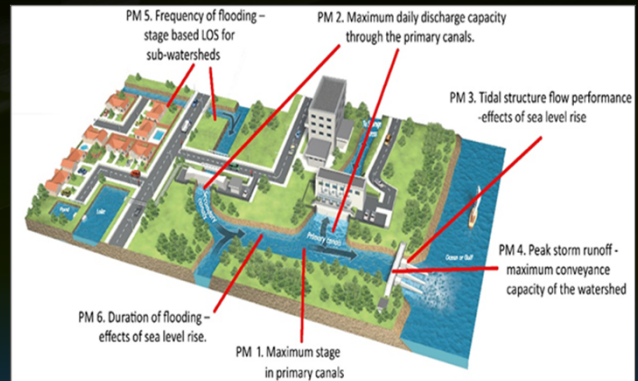 PM 5. Frequency of flooding –
stage based LOS for
sub-watersheds
PM 2. Maximum daily discharge capacity
through the primary canals.
PM 3. Tidal structure flow performance
-effects of sea level rise
PM 4. Peak storm runoff -
maximum conveyance
capacity of the watershed
PM 6. Duration of flooding –
effects of sea level rise.
PM 1. Maximum stage
in primary canals
Lake
Primary canal
Ocean or Gulf